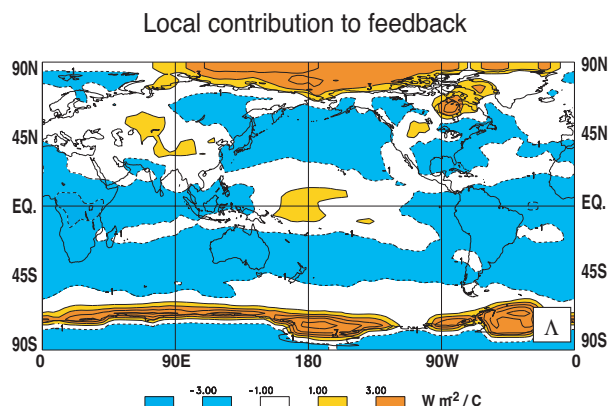 Local contribution to feedback
90N 90N
45N 45N
EQ. EQ.
45S 45S
90S 90S
Λ
0 90E 180 90W 0
-3.00 -1.00 1.00 3.00 W m² / C